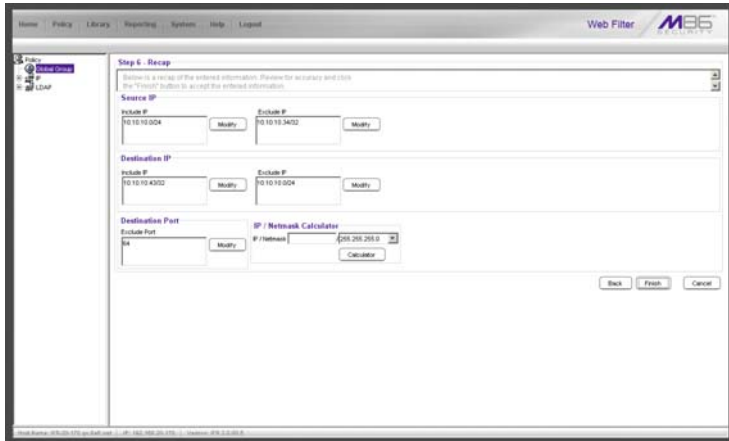 Home Policy Library Reporting System Help Logout
Web Filter
M86
SECURITY
Policy
Global Group
IP
LDAP
Step 6 - Recap
Below is a recap of the entered information. Review for accuracy and click
the "Finish" button to accept the entered information.
Source IP
Include IP
10.10.10.0/24
Modify
Exclude IP
10.10.10.34/32
Modify
Destination IP
Include IP
10.10.10.43/32
Modify
Exclude IP
10.10.10.0/24
Modify
Destination Port
Exclude Port
64
Modify
IP / Netmask Calculator
IP / Netmask / 255.255.255.0
Calculator
Back Finish Cancel